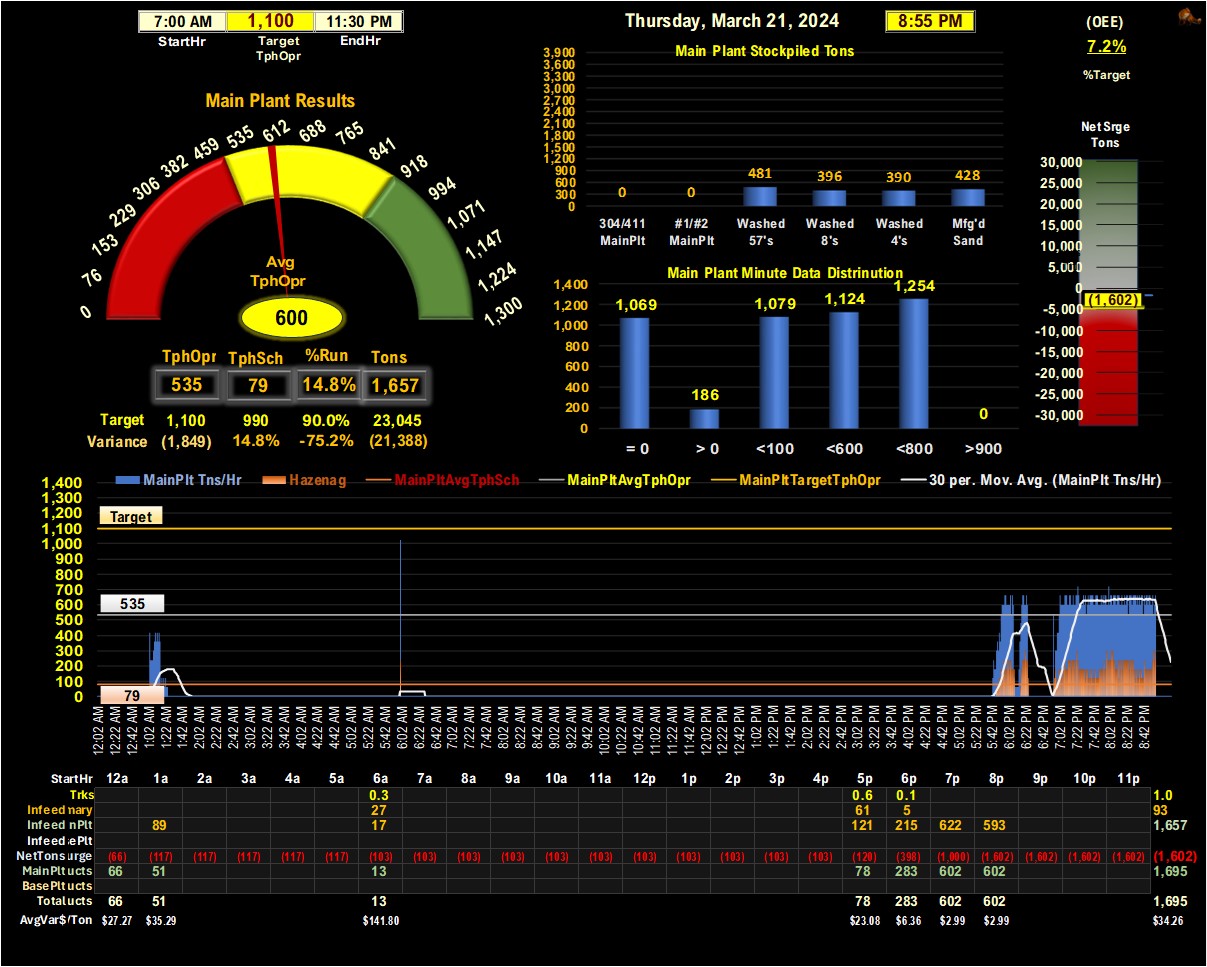 7:00 AM 1,100 11:30 PM
StartHr Target EndHr
TphOpr
Thursday, March 21, 2024 8:55 PM
(OEE)
7.2%
%Target
Main Plant Results
0 76 153 229 306 382 459 535 612 688 765 841 918 994 1,071 1,147 1,224 1,300
Avg
TphOpr
600
TphOpr TphSch %Run Tons
535 79 14.8% 1,657
Target 1,100 990 90.0% 23,045
Variance (1,849) 14.8% -75.2% (21,388)
Main Plant Stockpiled Tons
3,900
3,600
3,300
3,000
2,700
2,400
2,100
1,800
1,500
1,200
900
600
300
0
0 0 481 396 390 428
304/411 #1/#2 Washed Washed Washed Mfg'd
MainPlt MainPlt 57's 8's 4's Sand
Main Plant Minute Data Distrinution
1,400
1,200
1,000
800
600
400
200
0
1,069 186 1,079 1,124 1,254 0
= 0 > 0 <100 <600 <800 >900
Net Srge
Tons
30,000
25,000
20,000
15,000
10,000
5,000
0
(1,602)
-5,000
-10,000
-15,000
-20,000
-25,000
-30,000
MainPlt Tns/Hr Hazenag MainPltAvgTphSch MainPltAvgTphOpr MainPltTargetTphOpr 30 per. Mov. Avg. (MainPlt Tns/Hr)
1,400
1,300
1,200
1,100
1,000
900
800
700
600
500
400
300
200
100
0
Target
535
79
12:02 AM 12:22 AM 12:42 AM 1:02 AM 1:22 AM 1:42 AM 2:02 AM 2:22 AM 2:42 AM 3:02 AM 3:22 AM 3:42 AM 4:02 AM 4:22 AM 4:42 AM 5:02 AM 5:22 AM 5:42 AM 6:02 AM 6:22 AM 6:42 AM 7:02 AM 7:22 AM 7:42 AM 8:02 AM 8:22 AM 8:42 AM 9:02 AM 9:22 AM 9:42 AM 10:02 AM 10:22 AM 10:42 AM 11:02 AM 11:22 AM 11:42 AM 12:02 PM 12:22 PM 12:42 PM 1:02 PM 1:22 PM 1:42 PM 2:02 PM 2:22 PM 2:42 PM 3:02 PM 3:22 PM 3:42 PM 4:02 PM 4:22 PM 4:42 PM 5:02 PM 5:22 PM 5:42 PM 6:02 PM 6:22 PM 6:42 PM 7:02 PM 7:22 PM 7:42 PM 8:02 PM 8:22 PM 8:42 PM
StartHr 12a 1a 2a 3a 4a 5a 6a 7a 8a 9a 10a 11a 12p 1p 2p 3p 4p 5p 6p 7p 8p 9p 10p 11p
Trks 0.3 0.6 0.1 1.0
Infeed nary 27 61 5 93
Infeed nPlt 89 17 121 215 622 593 1,657
Infeed ePlt
NetTons urge (66) (117) (117) (117) (117) (117) (103) (103) (103) (103) (103) (103) (103) (103) (103) (103) (103) (120) (398) (1,000) (1,602) (1,602) (1,602) (1,602) (1,602)
MainPlt ucts 66 51 13 78 283 602 602 1,695
BasePlt ucts
Total ucts 66 51 13 78 283 602 602 1,695
AvgVar$/Ton $27.27 $35.29 $141.80 $23.08 $6.36 $2.99 $2.99 $34.26